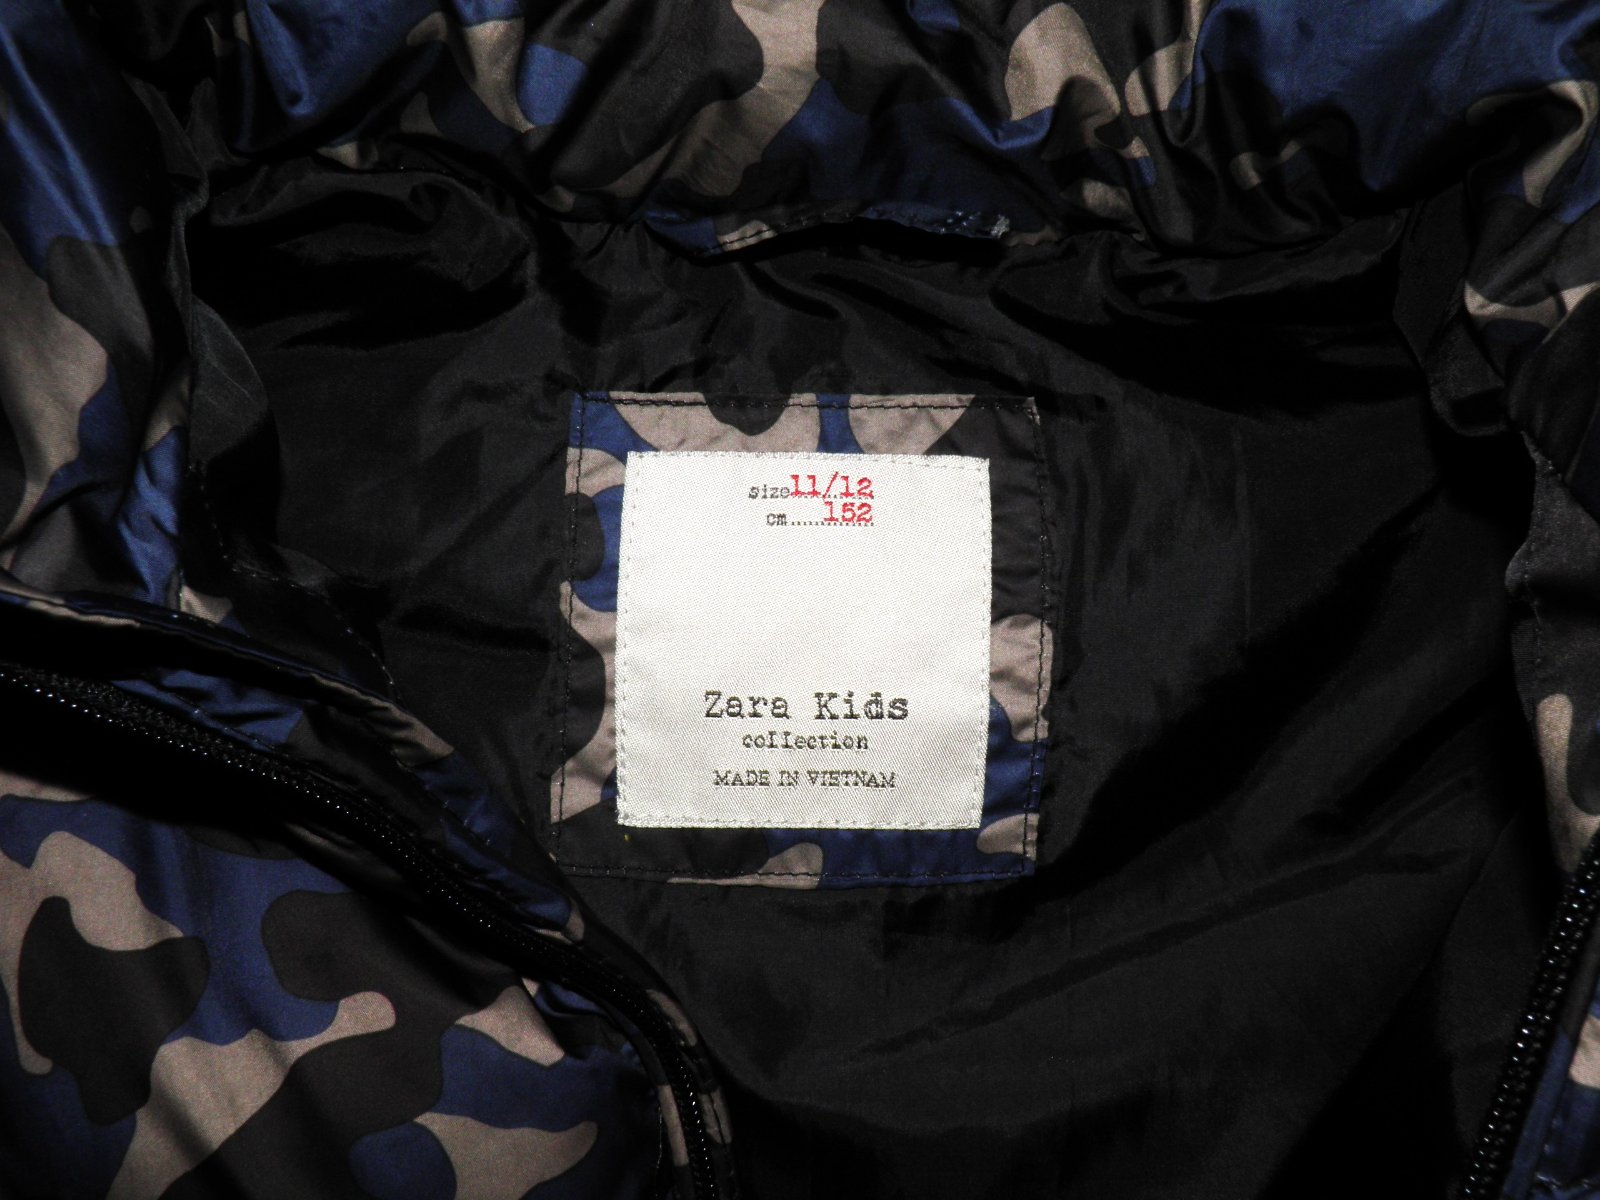 size 11/12
cm 152
Zara Kids
collection
MADE IN VIETNAM